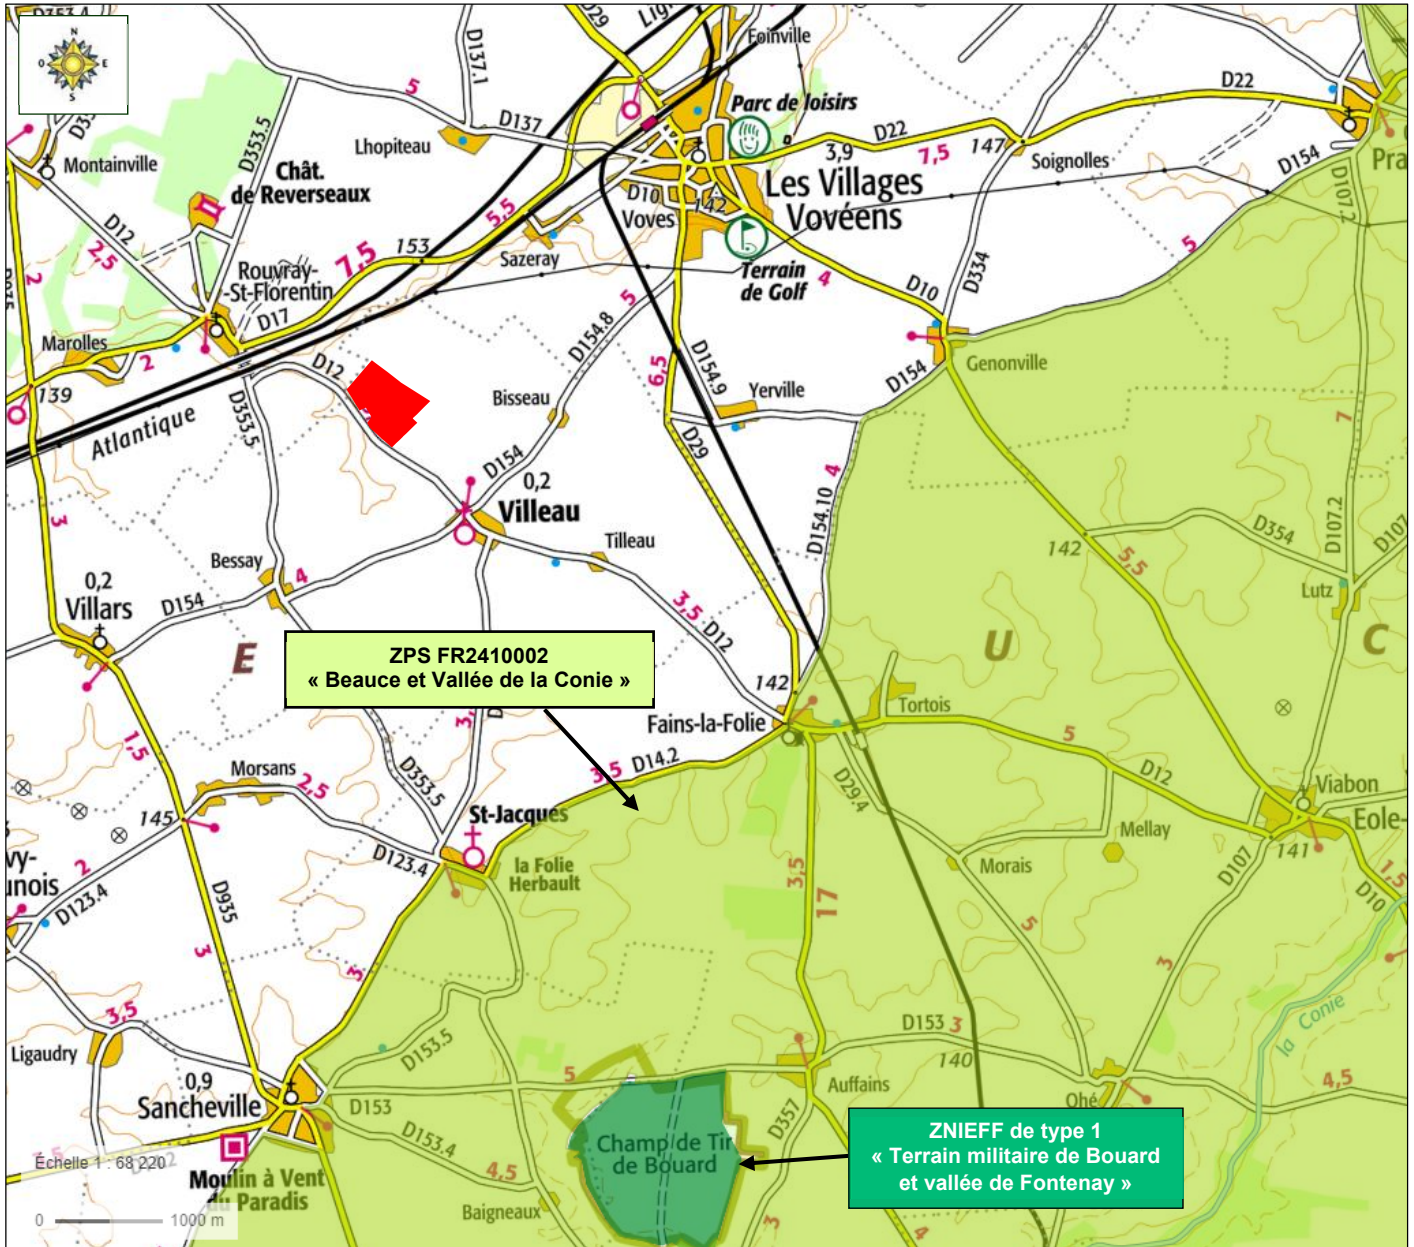 D353.4
N
O
E
S
D29
Lig
D137.1
Foinville
5
D137
Lhopiteau
D353.5
Montainville
Parc de loisirs
D22
D22
3,9
7,5
147
Soignolles
D154
Pra
D107.2
Chât.
de Reverseaux
D12
2,5
Les Villages
Vovéens
D10
142
Voves
5,5
153
7,5
Sazeray
Terrain
de Golf
4
D10
D334
5
Rouvray-
-St-Florentin
D17
2
D935
Marolles
2
139
Atlantique
D12
D353.5
D154.8
5
Bisseau
6,5
D154.9
Yerville
D154
Genonville
D29
D154
0,2
Villeau
4
D154.10
7
D107.2
D354
D107
142
5,5
Lutz
3
Bessay
4
Tilleau
0,2
Villars
D154
3,5
D12
E
U
C
ZPS FR2410002
« Beauce et Vallée de la Conie »
142
Fains-la-Folie
Tortois
3,5
D14.2
5
D12
1,5
Morsans
2,5
D353.5
145
St-Jacques
D29.4
Viabon
Eole-
Mellay
141
Morais
D107
D123.4
la Folie
Herbault
3,5
17
1,5
D10
vy-
unois
2
D123.4
D935
3
3
5
3
la Conie
3,5
Ligaudry
D153.5
D153
3
140
5
Auffains
Ohé
4,5
0,9
Sancheville
D153
D153.4
D357
Champ de Tir
de Bouard
ZNIEFF de type 1
« Terrain militaire de Bouard
et vallée de Fontenay »
Échelle 1 : 68 220
Moulin à Vent
du Paradis
4,5
Baigneaux
3
4
0
1000 m